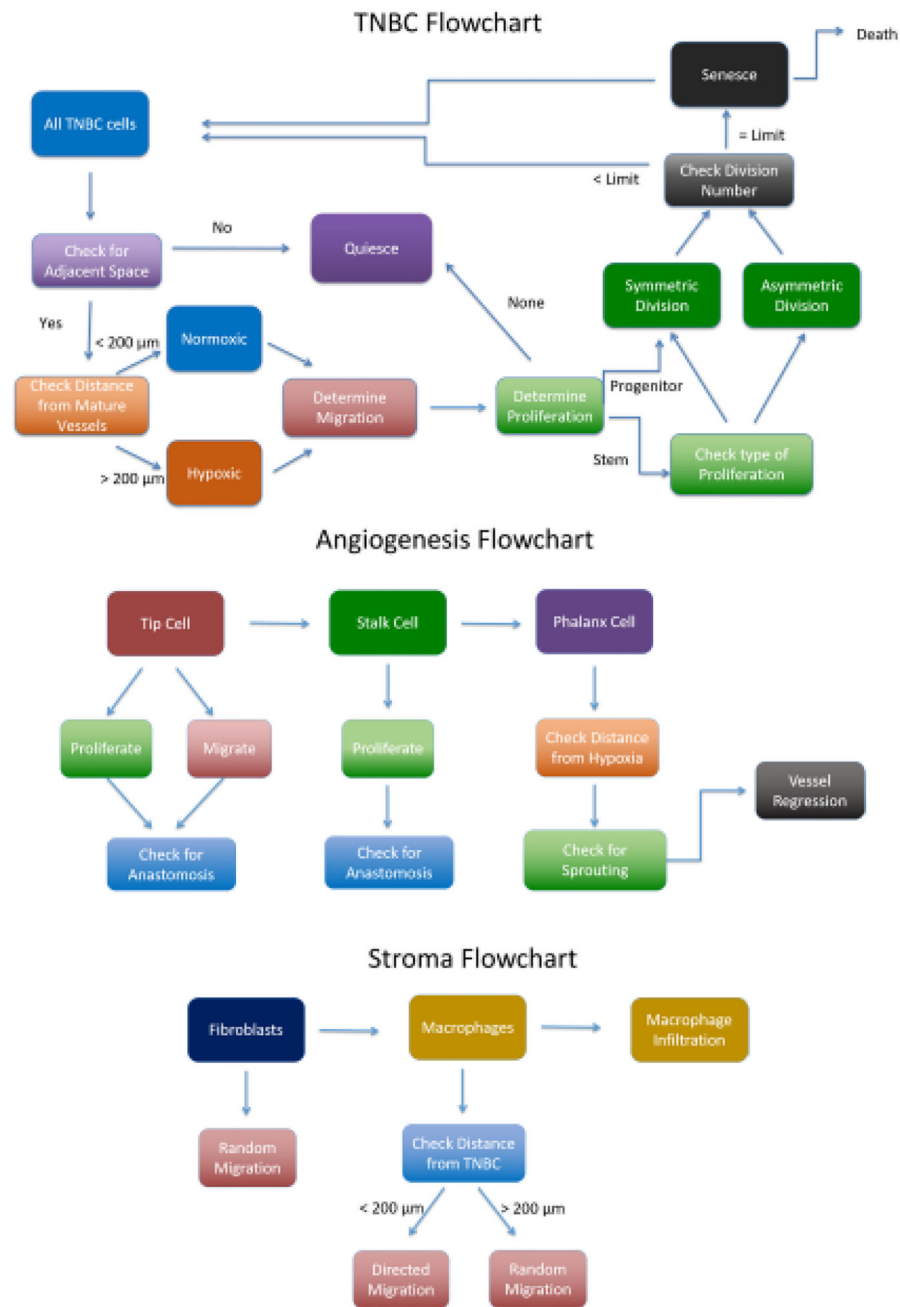 TNBC Flowchart
Death
Senesce
All TNBC cells
= Limit
Check Division
Number
< Limit
No
Check for
Adjacent Space
Quiesce
Symmetric
Division
Asymmetric
Division
None
Yes
< 200 μm
Normoxic
Check Distance
from Mature
Vessels
Determine
Migration
Determine
Proliferation
Progenitor
Stem
Check type of
Proliferation
> 200 μm
Hypoxic
Angiogenesis Flowchart
Tip Cell
Stalk Cell
Phalanx Cell
Proliferate
Migrate
Proliferate
Check Distance
from Hypoxia
Vessel
Regression
Check for
Anastomosis
Check for
Anastomosis
Check for
Sprouting
Stroma Flowchart
Fibroblasts
Macrophages
Macrophage
Infiltration
Random
Migration
Check Distance
from TNBC
< 200 μm
> 200 μm
Directed
Migration
Random
Migration